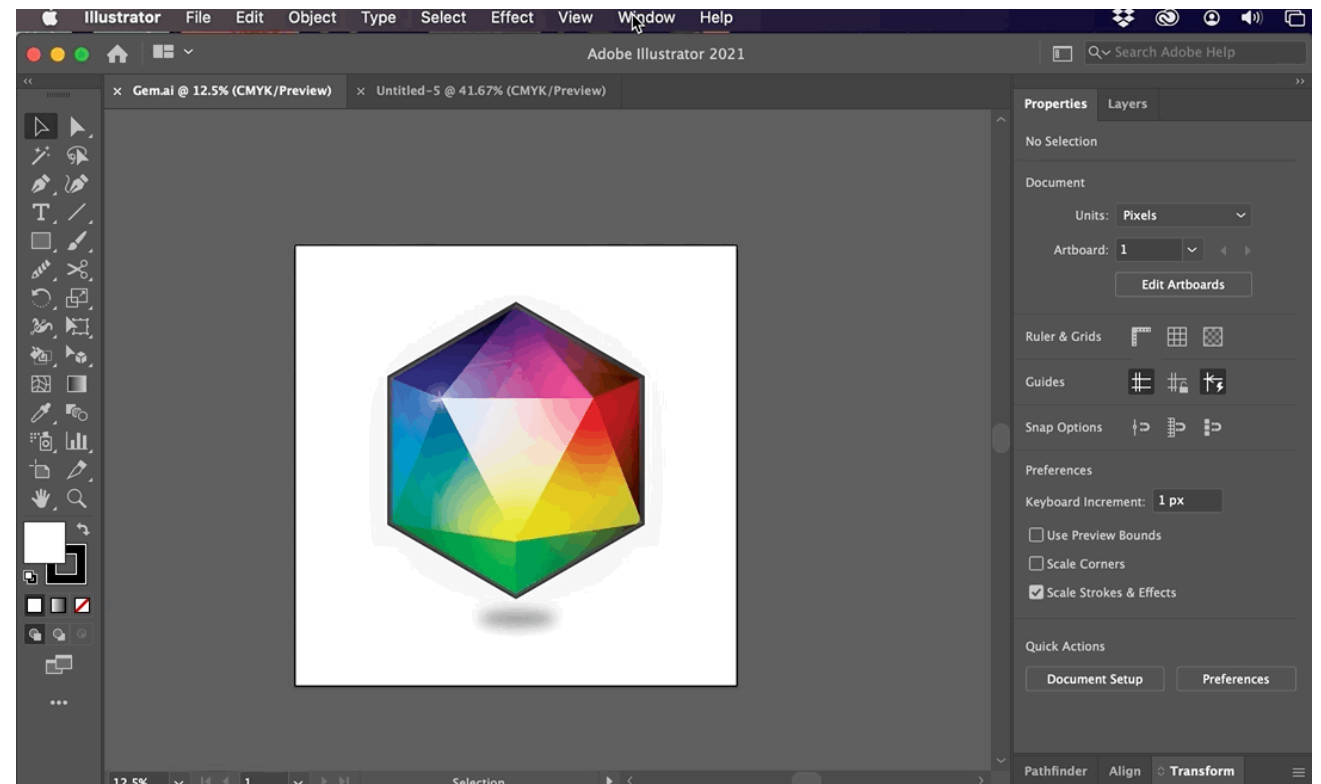 Illustrator File Edit Object Type Select Effect View Window Help
Adobe Illustrator 2021
Search Adobe Help
× Gem.ai @ 12.5% (CMYK/Preview) × Untitled-5 @ 41.67% (CMYK/Preview)
Properties Layers
No Selection
Document
Units: Pixels
Artboard: 1
Edit Artboards
Ruler & Grids
Guides
Snap Options
Preferences
Keyboard Increment: 1 px
Use Preview Bounds
Scale Corners
Scale Strokes & Effects
Quick Actions
Document Setup Preferences
Pathfinder Align Transform
12.5% 1 Selection